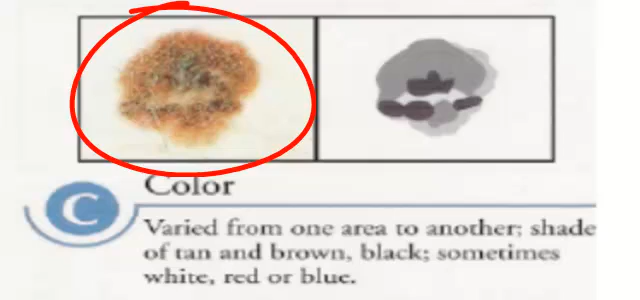 C
Color
Varied from one area to another; shade
of tan and brown, black; sometimes
white, red or blue.